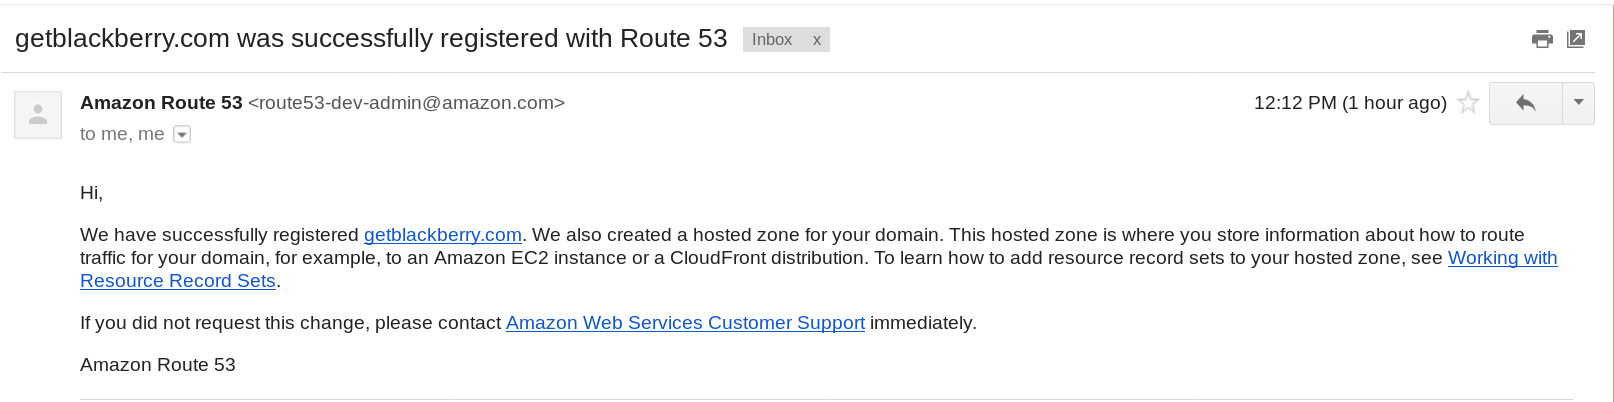 getblackberry.com was successfully registered with Route 53 Inbox x
Amazon Route 53 <route53-dev-admin@amazon.com> 12:12 PM (1 hour ago)
to me, me
Hi,
We have successfully registered getblackberry.com. We also created a hosted zone for your domain. This hosted zone is where you store information about how to route
traffic for your domain, for example, to an Amazon EC2 instance or a CloudFront distribution. To learn how to add resource record sets to your hosted zone, see Working with
Resource Record Sets.
If you did not request this change, please contact Amazon Web Services Customer Support immediately.
Amazon Route 53